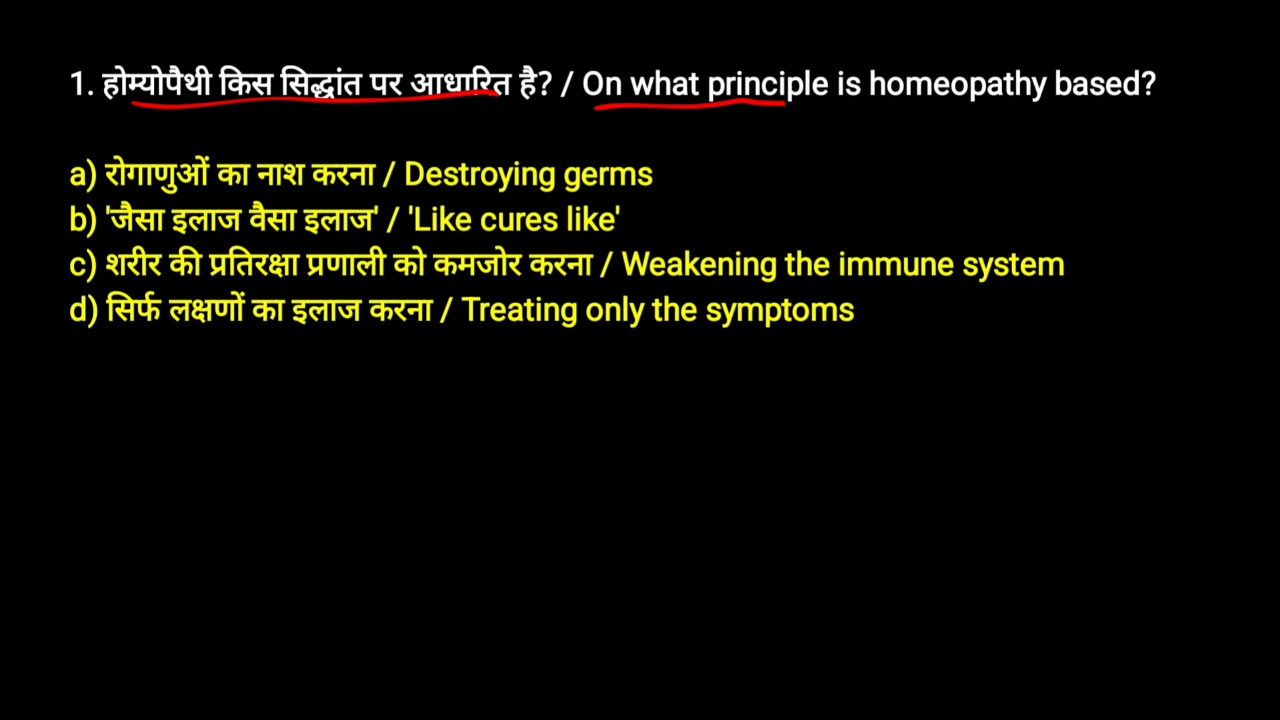 1. होम्योपैथी किस सिद्धांत पर आधारित है? / On what principle is homeopathy based?
a) रोगाणुओं का नाश करना / Destroying germs
b) 'जैसा इलाज वैसा इलाज' / 'Like cures like'
c) शरीर की प्रतिरक्षा प्रणाली को कमजोर करना / Weakening the immune system
d) सिर्फ लक्षणों का इलाज करना / Treating only the symptoms